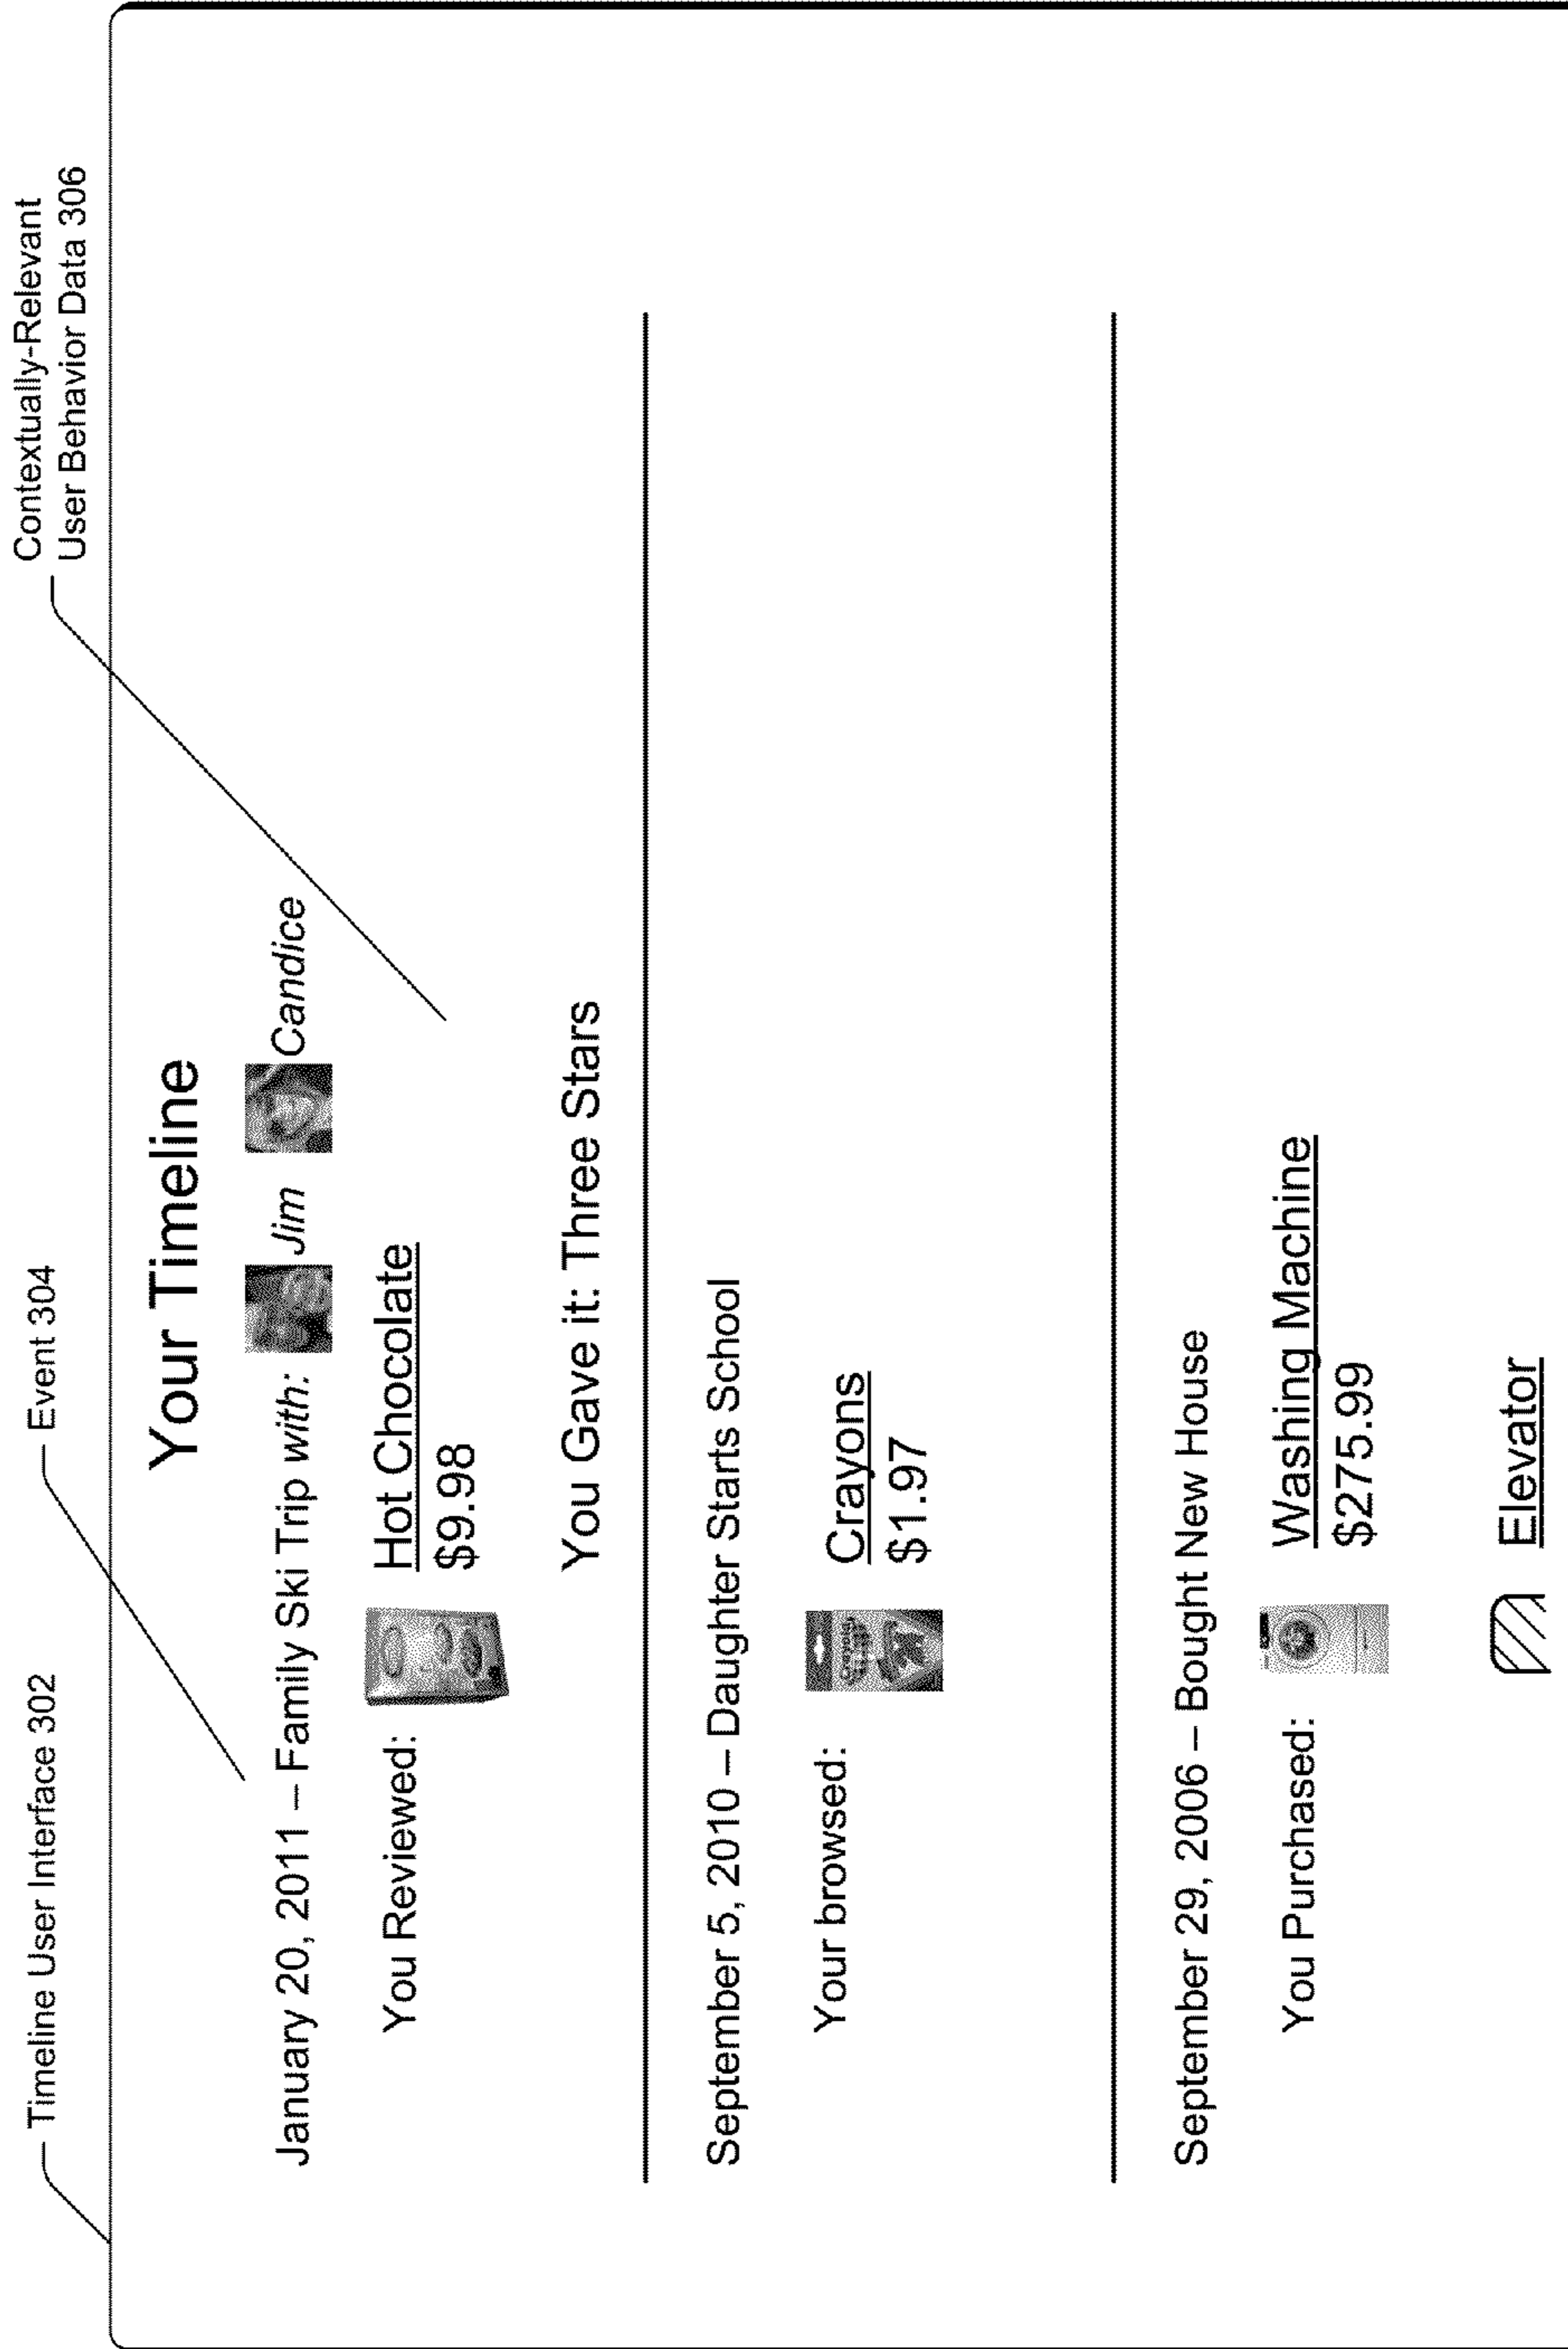 Timeline User Interface 302
Event 304
Contextually-Relevant
User Behavior Data 306
Your Timeline
January 20, 2011 – Family Ski Trip with: Jim Candice
You Reviewed: Hot Chocolate
$9.98
You Gave it: Three Stars
September 5, 2010 – Daughter Starts School
Your browsed: Crayons
$1.97
Crayola
September 29, 2006 – Bought New House
You Purchased: Washing Machine
$275.99
Elevator